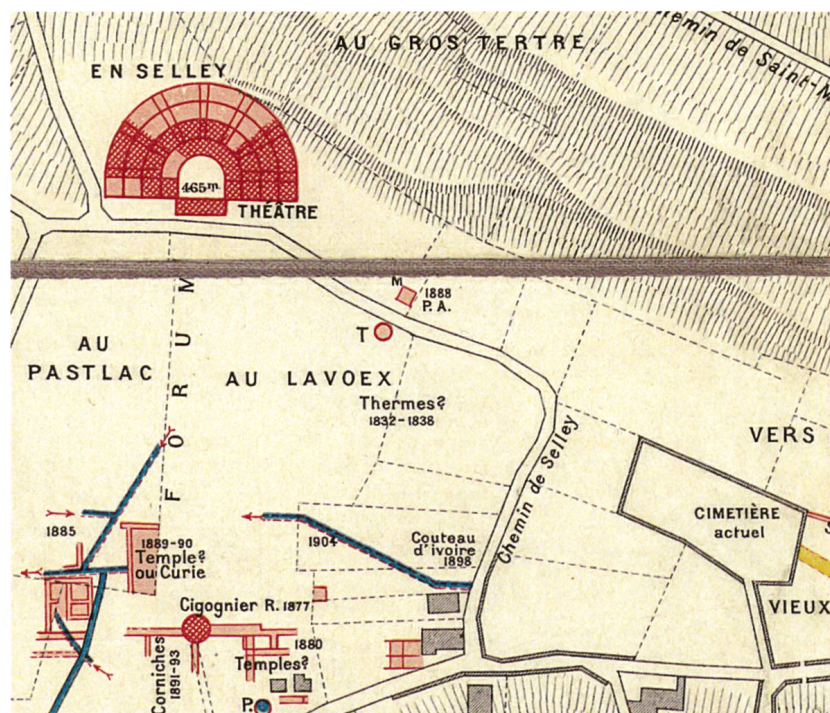 AU GROS TERTRE
Chemin de Saint-M
EN SELLEY
465m.
THÉÂTRE
M
1888
P. A.
T
FORUM
AU
PASTLAC
AU LAVOEX
Thermes?
1832-1838
VERS
Chemin de Selley
CIMETIÈRE
actuel
S
1885
1889-90
Temple?
ou Curie
1904
Couteau
d'ivoire
1898
Cigognier R. 1877
VIEUX
1880
Temples?
Corniches
1891-93
P.